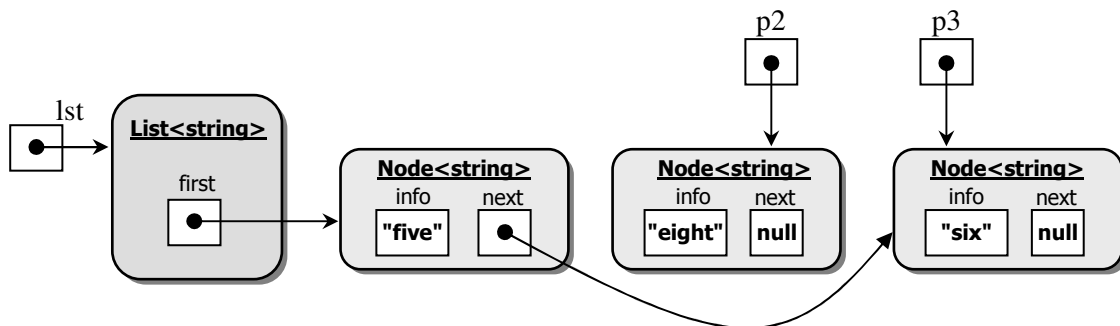 p2
p3
lst
List<string>
first
Node<string>
info next
"five"
Node<string>
info next
"eight" null
Node<string>
info next
"six" null